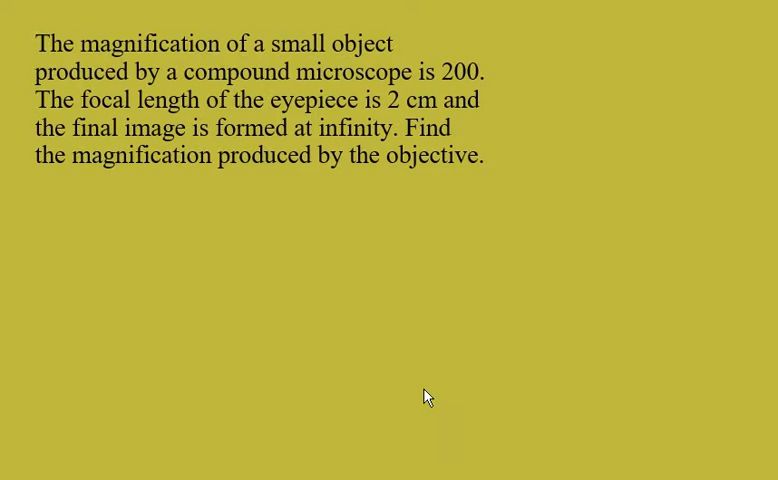 The magnification of a small object
produced by a compound microscope is 200.
The focal length of the eyepiece is 2 cm and
the final image is formed at infinity. Find
the magnification produced by the objective.